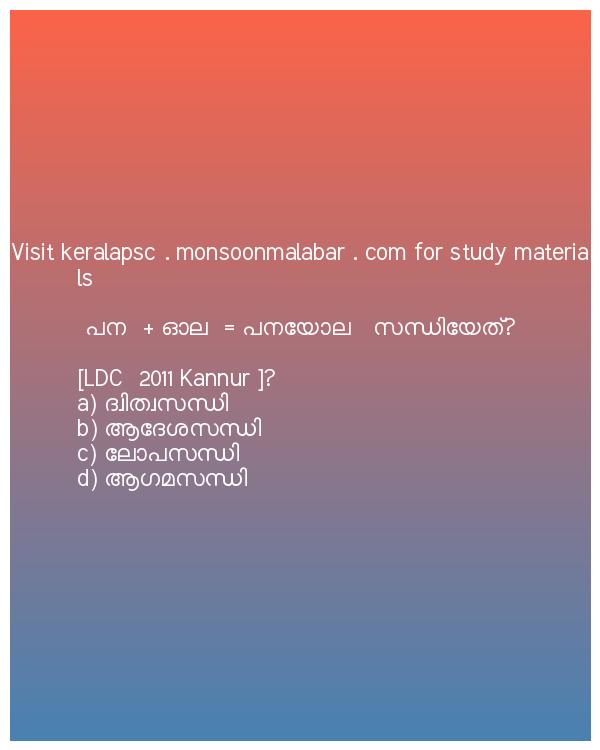 Visit keralapsc . monsoonmalabar . com for study materia
ls
പന + ഓല = പനയോല സന്ധിയേത്?
[LDC 2011 Kannur ]?
a) ദ്വിത്വസന്ധി
b) ആദേശസന്ധി
c) ലോപസന്ധി
d) ആഗമസന്ധി